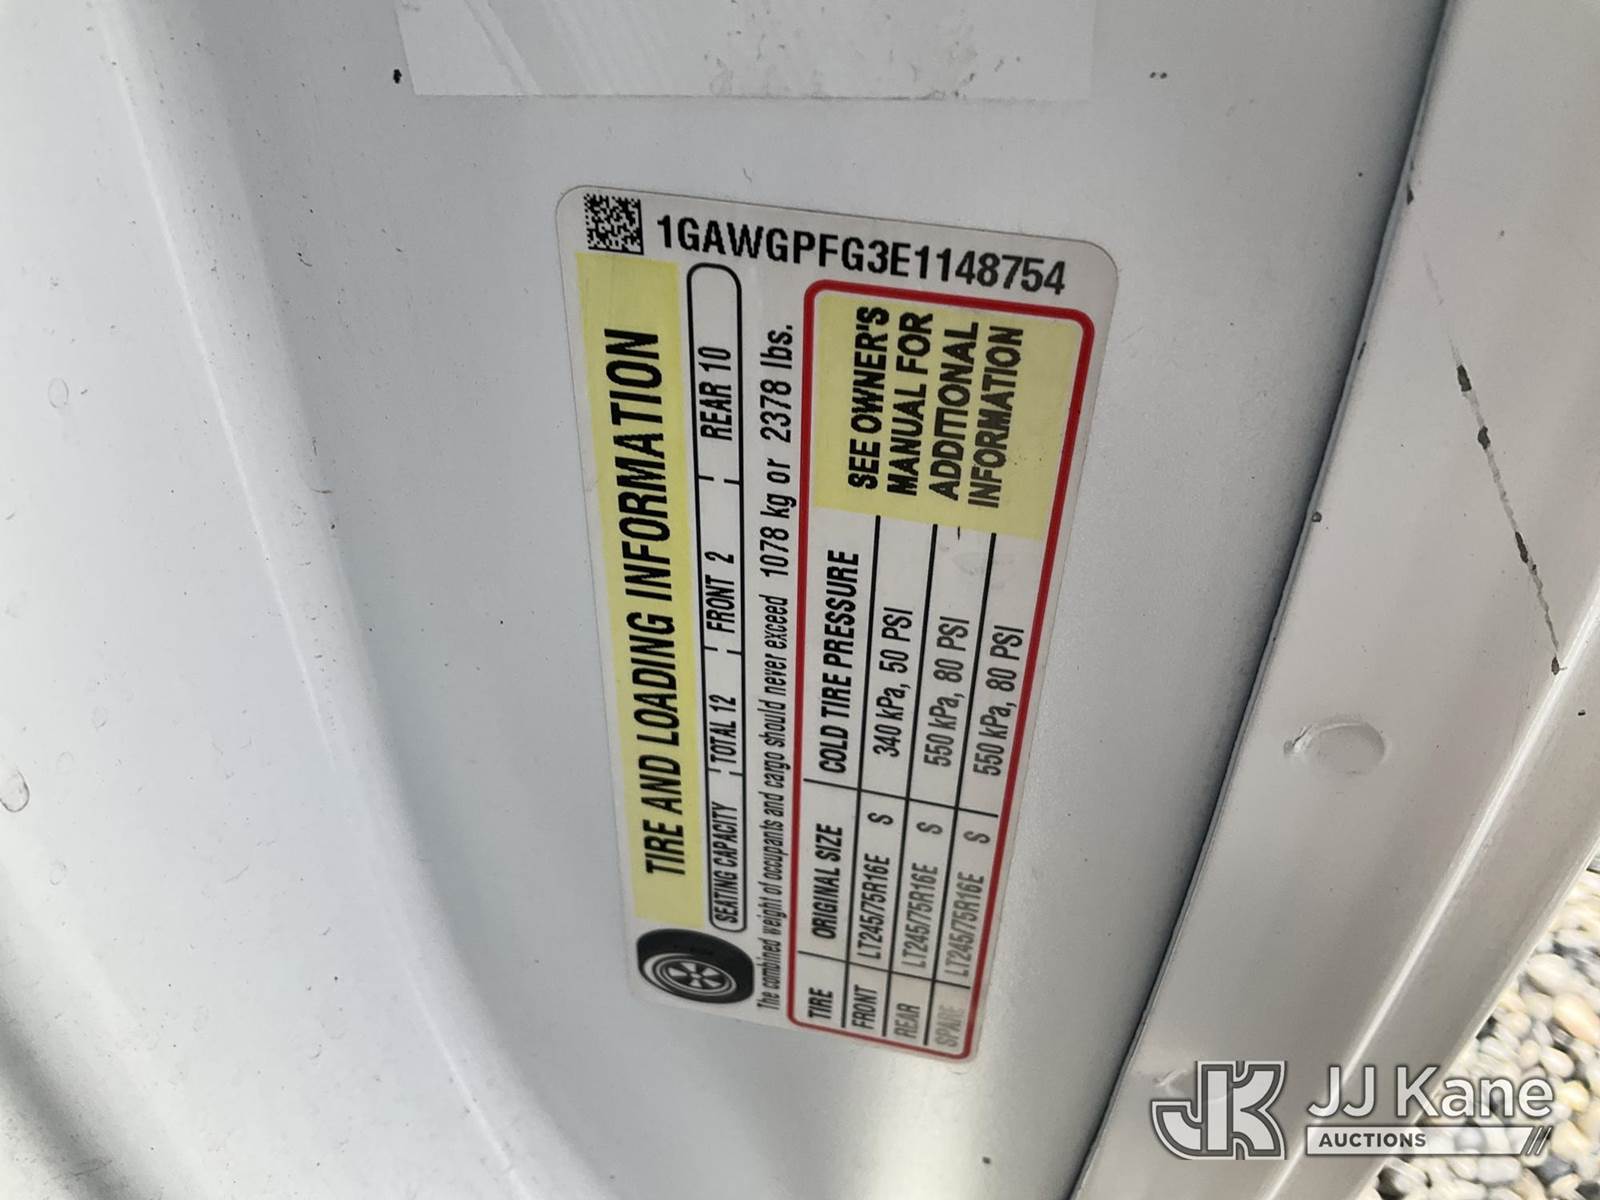 1GAWGPFG3E1148754
TIRE AND LOADING INFORMATION
SEATING CAPACITY TOTAL 12 FRONT 2 REAR 10
The combined weight of occupants and cargo should never exceed 1078 kg or 2378 lbs.
TIRE ORIGINAL SIZE COLD TIRE PRESSURE
FRONT LT245/75R16E S 340 kPa, 50 PSI
REAR LT245/75R16E S 550 kPa, 80 PSI
SPARE LT245/75R16E S 550 kPa, 80 PSI
SEE OWNER'S
MANUAL FOR
ADDITIONAL
INFORMATION
JK JJ Kane
AUCTIONS